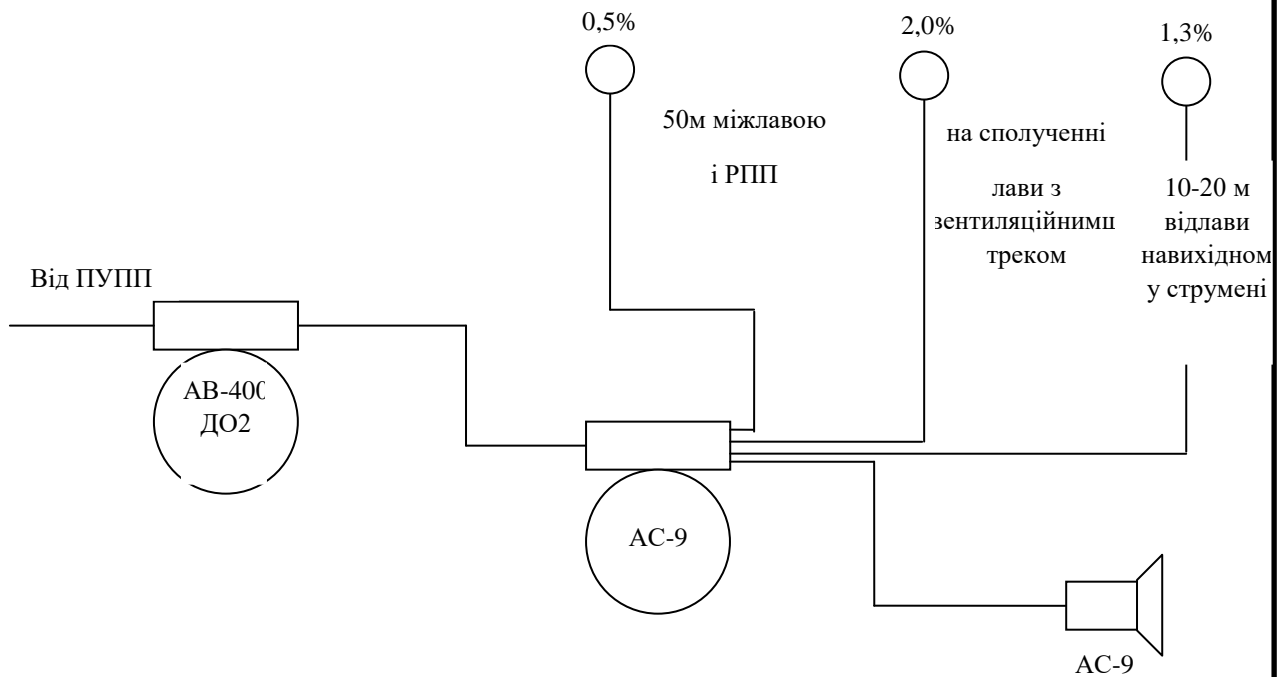 0,5%
2,0%
1,3%
50м міжлавою
і РПП
на сполученні
лави з
вентиляційним
треком
10-20 м
відлави
навихідном
у струмені
Від ПУПП
АВ-400
ДО2
АС-9
АС-9